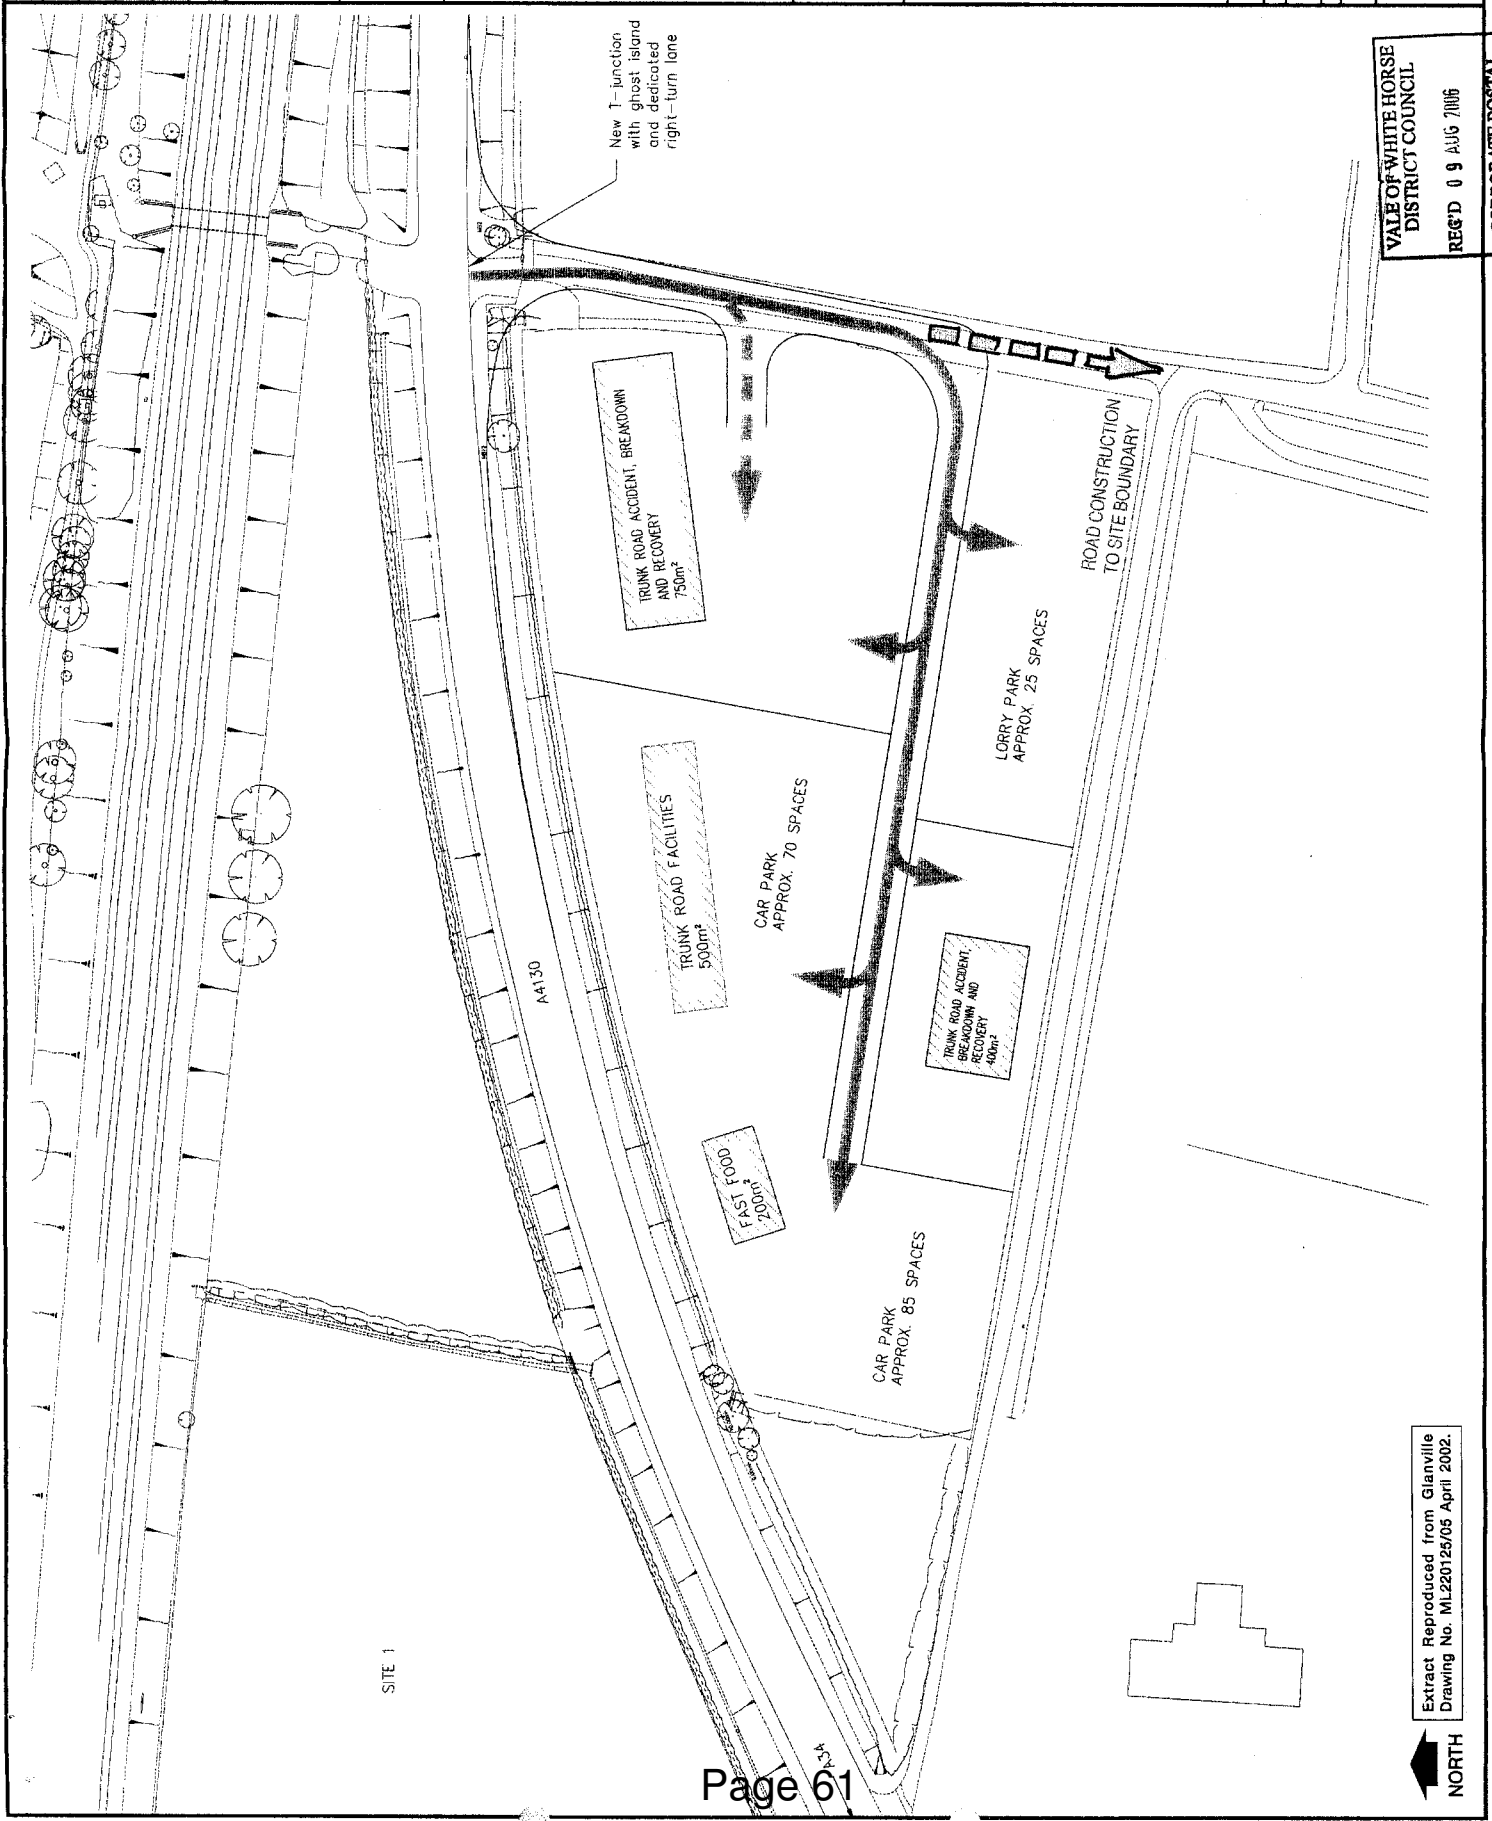 New T-junction
with ghost island
and dedicated
right-turn lane
VALE OF WHITE HORSE
DISTRICT COUNCIL
REC'D 09 AUG 2006
TRUNK ROAD ACCIDENT, BREAKDOWN
AND RECOVERY
750m²
ROAD CONSTRUCTION
TO SITE BOUNDARY
LORRY PARK
APPROX. 25 SPACES
TRUNK ROAD FACILITIES
500m²
CAR PARK
APPROX. 70 SPACES
A4130
TRUNK ROAD ACCIDENT,
BREAKDOWN AND
RECOVERY
400m²
FAST FOOD
200m²
CAR PARK
APPROX. 85 SPACES
SITE 1
A34
Extract Reproduced from Glanville
Drawing No. ML220125/05 April 2002.
NORTH
Page 61